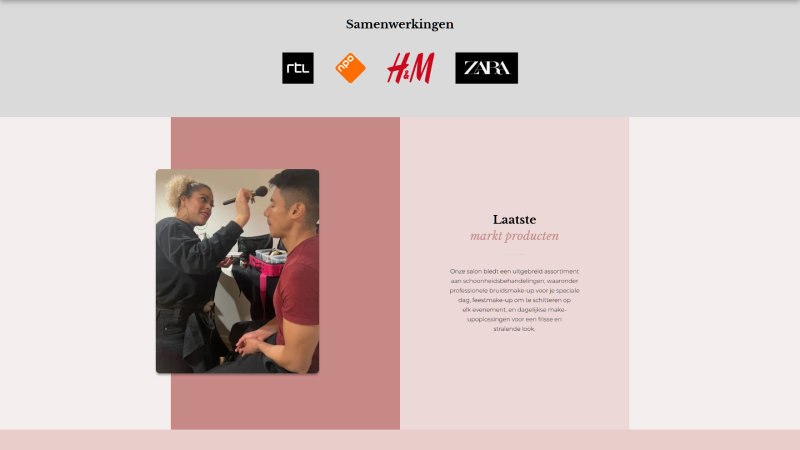 Samenwerkingen
rtl npo H&M ZARA
Laatste
markt producten
Onze salon biedt een uitgebreid assortiment
aan schoonheidsbehandelingen, waaronder
professionele bruidsmake-up voor je speciale
dag, feestmake-up om te schitteren op
elk evenement, en dagelijkse make-
upoplossingen voor een frisse en
stralende look.